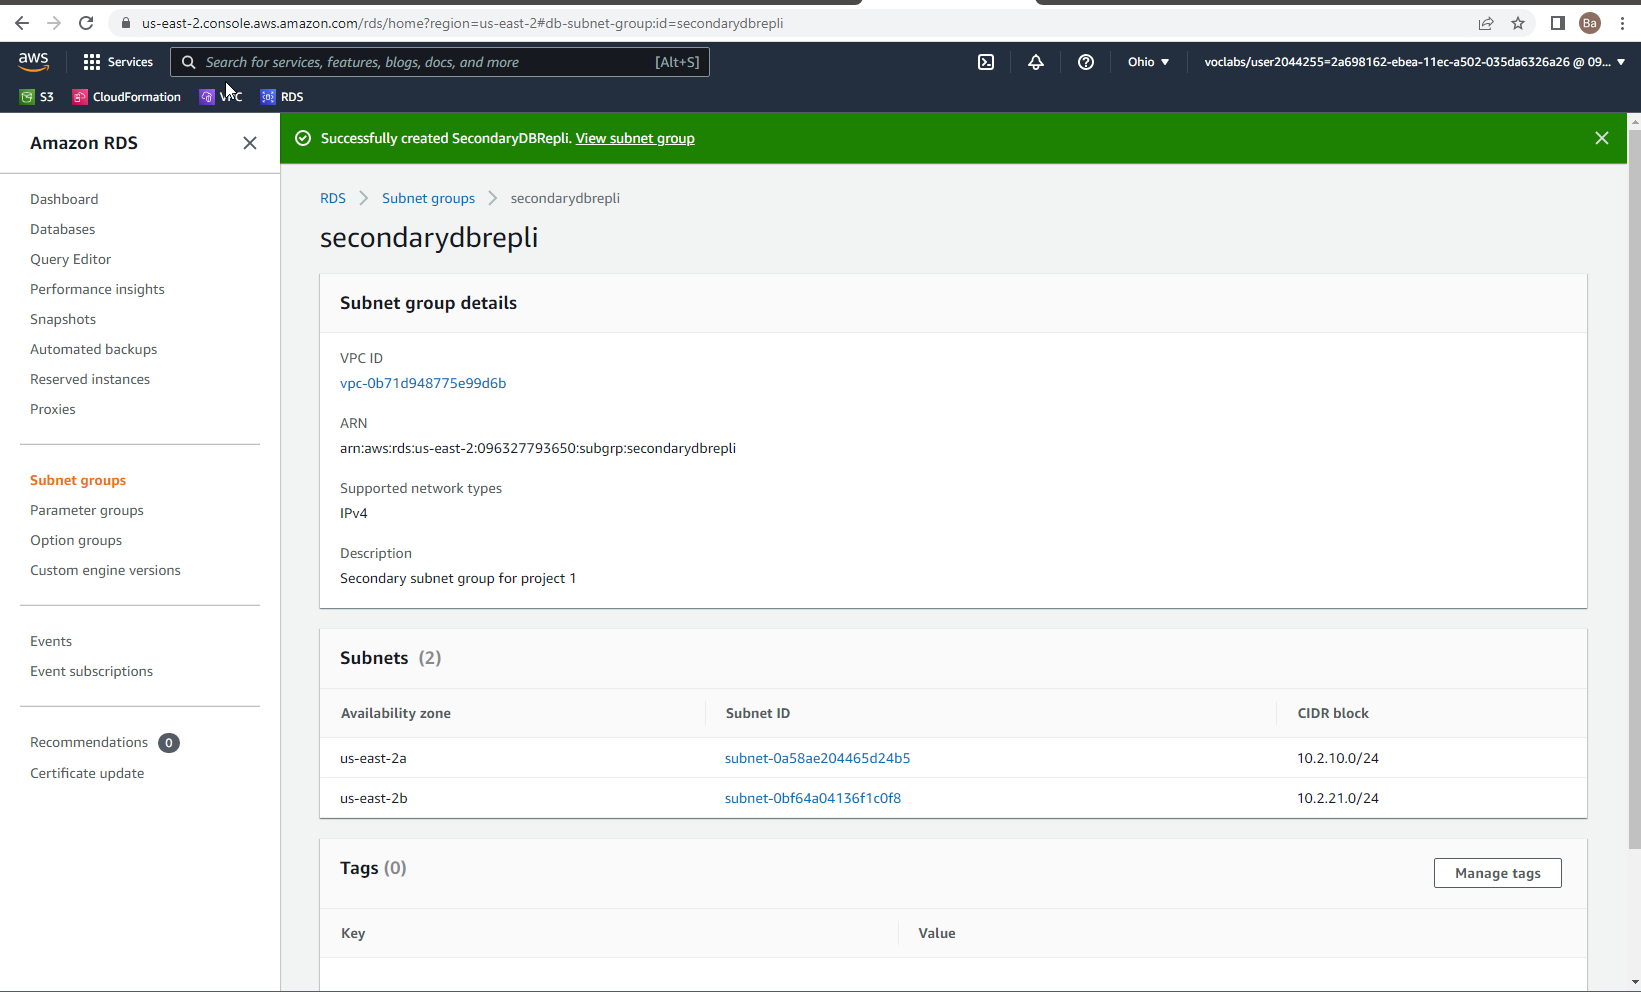 us-east-2.console.aws.amazon.com/rds/home?region=us-east-2#db-subnet-group:id=secondarydbrepli
Ba
aws
Services
Search for services, features, blogs, docs, and more
[Alt+S]
Ohio
voclabs/user2044255=2a698162-ebea-11ec-a502-035da6326a26 @ 09...
S3
CloudFormation
VPC
RDS
Amazon RDS
Successfully created SecondaryDBRepli. View subnet group
Dashboard
Databases
Query Editor
Performance insights
Snapshots
Automated backups
Reserved instances
Proxies
Subnet groups
Parameter groups
Option groups
Custom engine versions
Events
Event subscriptions
Recommendations 0
Certificate update
RDS > Subnet groups > secondarydbrepli
secondarydbrepli
Subnet group details
VPC ID
vpc-0b71d948775e99d6b
ARN
arn:aws:rds:us-east-2:096327793650:subgrp:secondarydbrepli
Supported network types
IPv4
Description
Secondary subnet group for project 1
Subnets (2)
Availability zone Subnet ID CIDR block
us-east-2a subnet-0a58ae204465d24b5 10.2.10.0/24
us-east-2b subnet-0bf64a04136f1c0f8 10.2.21.0/24
Tags (0)
Manage tags
Key Value